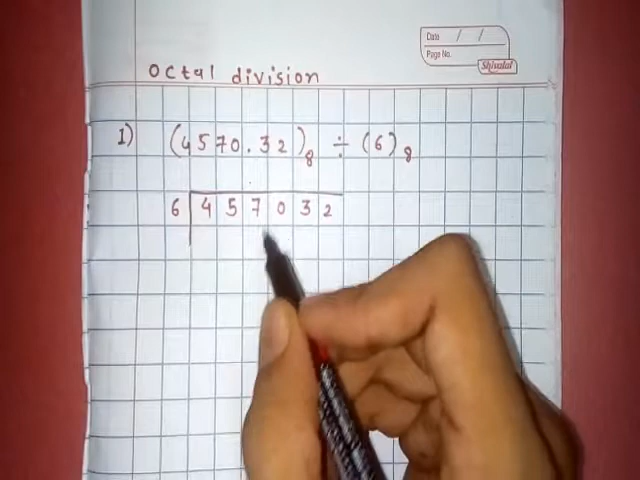 Date / /
Page No.
Shivalal
octal division
1) (4570.32)₈ ÷ (6)₈
6 4 5 7 0 3 2